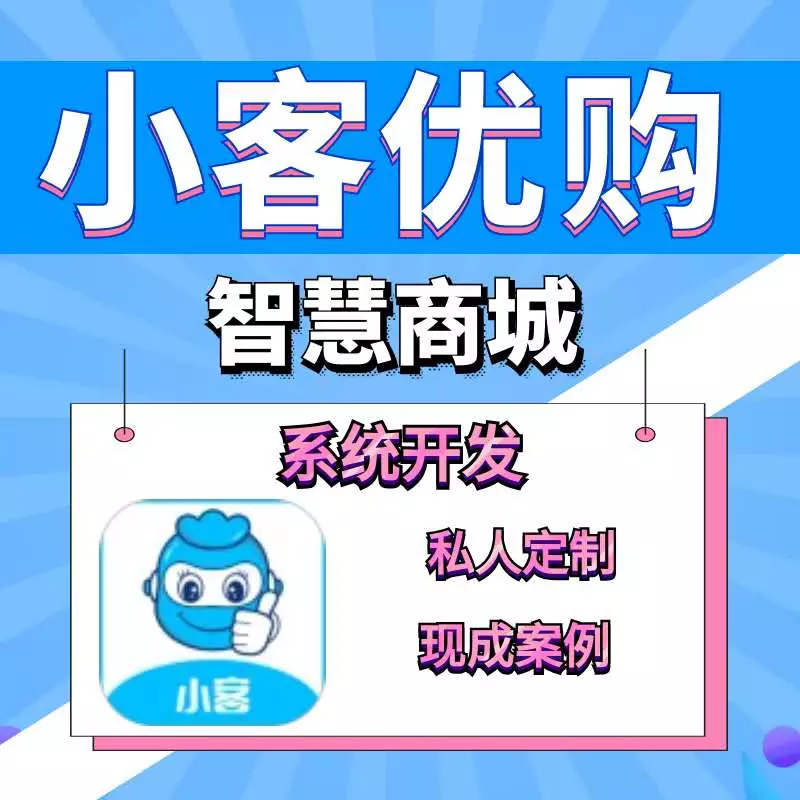 小客优购
智慧商城
系统开发
私人定制
现成案例
小客